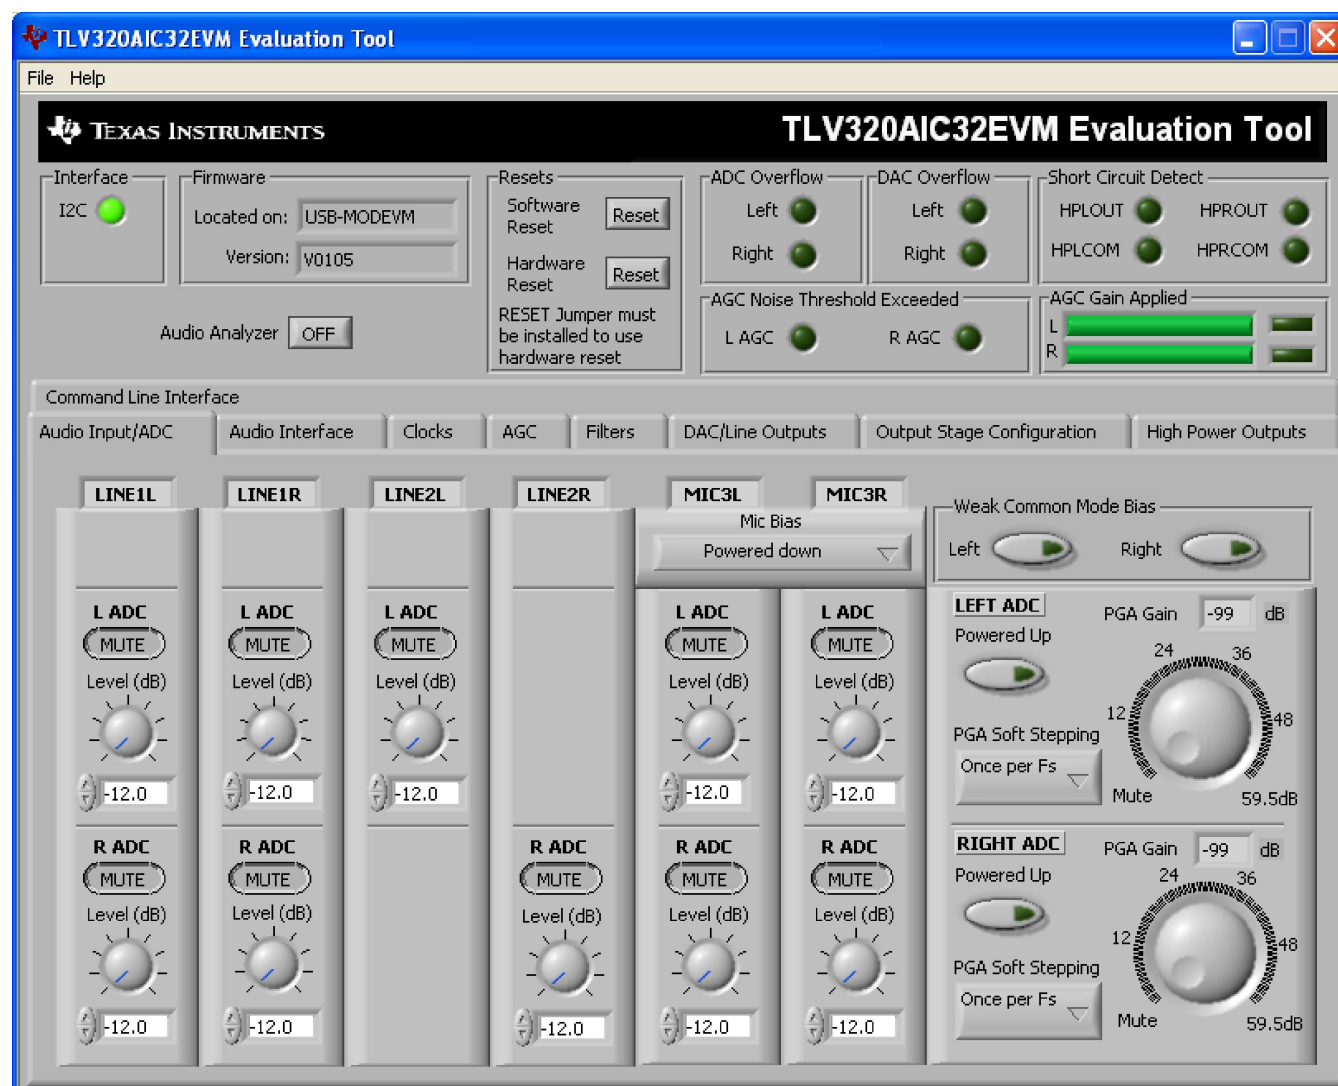 TLV320AIC32EVM Evaluation Tool
File Help
TEXAS INSTRUMENTS
TLV320AIC32EVM Evaluation Tool
Interface
I2C
Firmware
Located on: USB-MODEVM
Version: V0105
Audio Analyzer OFF
Resets
Software Reset Reset
Hardware Reset Reset
RESET Jumper must
be installed to use
hardware reset
ADC Overflow
Left
Right
DAC Overflow
Left
Right
Short Circuit Detect
HPLOUT HPROUT
HPLCOM HPRCOM
AGC Noise Threshold Exceeded
L AGC R AGC
AGC Gain Applied
L
R
Command Line Interface
Audio Input/ADC Audio Interface Clocks AGC Filters DAC/Line Outputs Output Stage Configuration High Power Outputs
LINE1L LINE1R LINE2L LINE2R MIC3L MIC3R
Mic Bias
Powered down
L ADC L ADC L ADC L ADC L ADC
MUTE MUTE MUTE MUTE MUTE
Level (dB) Level (dB) Level (dB) Level (dB) Level (dB)
-12.0 -12.0 -12.0 -12.0 -12.0
R ADC R ADC R ADC R ADC R ADC
MUTE MUTE MUTE MUTE MUTE
Level (dB) Level (dB) Level (dB) Level (dB) Level (dB)
-12.0 -12.0 -12.0 -12.0 -12.0
Weak Common Mode Bias
Left Right
LEFT ADC
Powered Up
PGA Gain -99 dB
24 36
12 48
Mute 59.5dB
PGA Soft Stepping
Once per Fs
RIGHT ADC
Powered Up
PGA Gain -99 dB
24 36
12 48
Mute 59.5dB
PGA Soft Stepping
Once per Fs